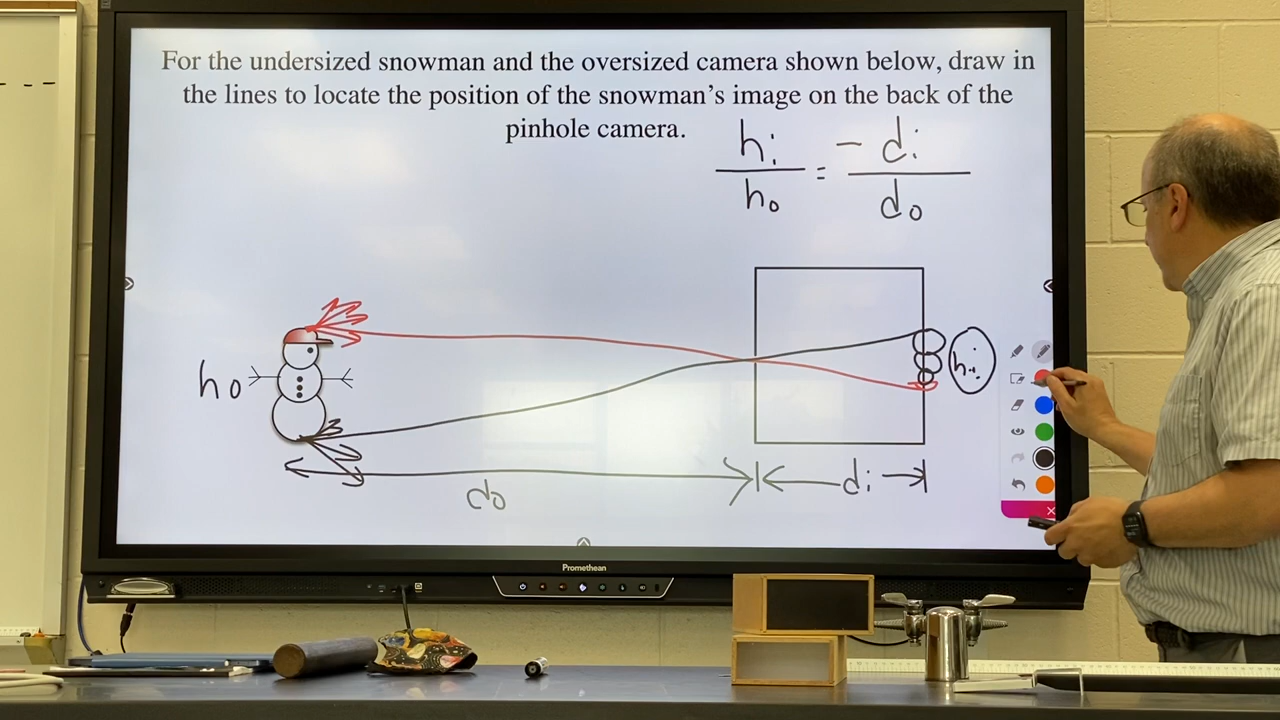 For the undersized snowman and the oversized camera shown below, draw in
the lines to locate the position of the snowman's image on the back of the
pinhole camera.
hi/ho = -di/do
ho
hi
do
di
Promethean